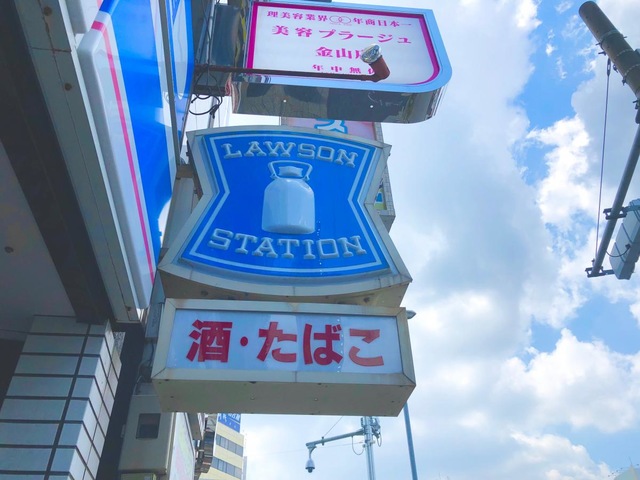 理美容業界◯◯年商日本一
美容 プラージュ
金山店
年中無休
LAWSON
STATION
酒・たばこ